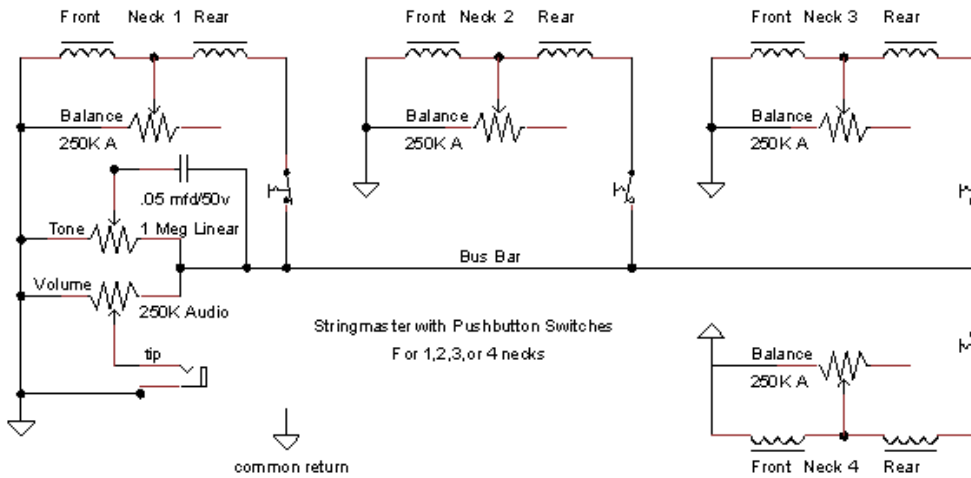 Front Neck 1 Rear
Front Neck 2 Rear
Front Neck 3 Rear
Balance
250K A
Balance
250K A
Balance
250K A
.05 mfd/50v
Tone
1 Meg Linear
Bus Bar
Volume
250K Audio
Stringmaster with Pushbutton Switches
For 1,2,3,or 4 necks
tip
Balance
250K A
common return
Front Neck 4 Rear